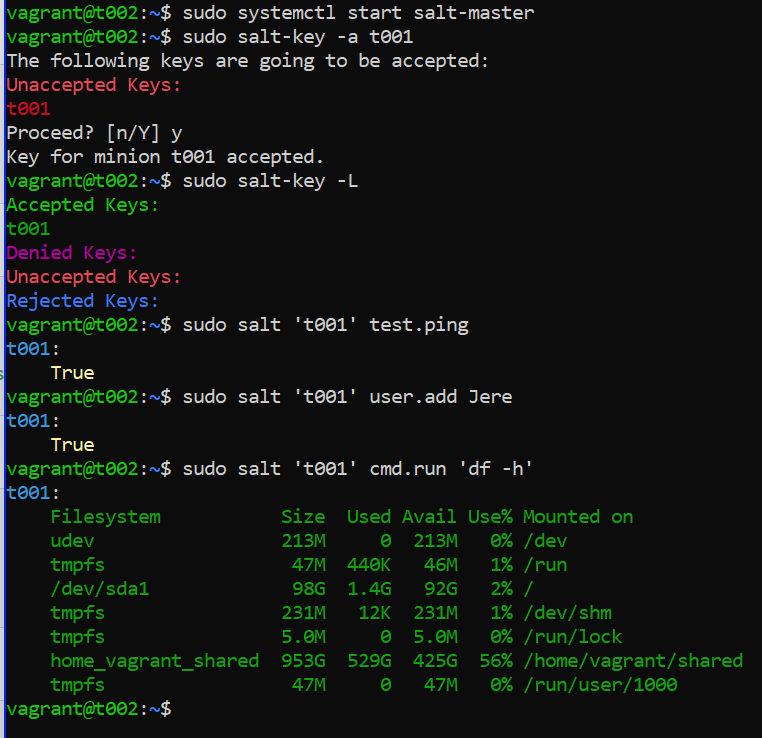 vagrant@t002:~$ sudo systemctl start salt-master
vagrant@t002:~$ sudo salt-key -a t001
The following keys are going to be accepted:
Unaccepted Keys:
t001
Proceed? [n/Y] y
Key for minion t001 accepted.
vagrant@t002:~$ sudo salt-key -L
Accepted Keys:
t001
Denied Keys:
Unaccepted Keys:
Rejected Keys:
vagrant@t002:~$ sudo salt 't001' test.ping
t001:
    True
vagrant@t002:~$ sudo salt 't001' user.add Jere
t001:
    True
vagrant@t002:~$ sudo salt 't001' cmd.run 'df -h'
t001:
    Filesystem           Size  Used Avail Use% Mounted on
    udev                 213M     0  213M   0% /dev
    tmpfs                 47M  440K   46M   1% /run
    /dev/sda1             98G  1.4G   92G   2% /
    tmpfs                231M   12K  231M   1% /dev/shm
    tmpfs                5.0M     0  5.0M   0% /run/lock
    home_vagrant_shared  953G  529G  425G  56% /home/vagrant/shared
    tmpfs                 47M     0   47M   0% /run/user/1000
vagrant@t002:~$